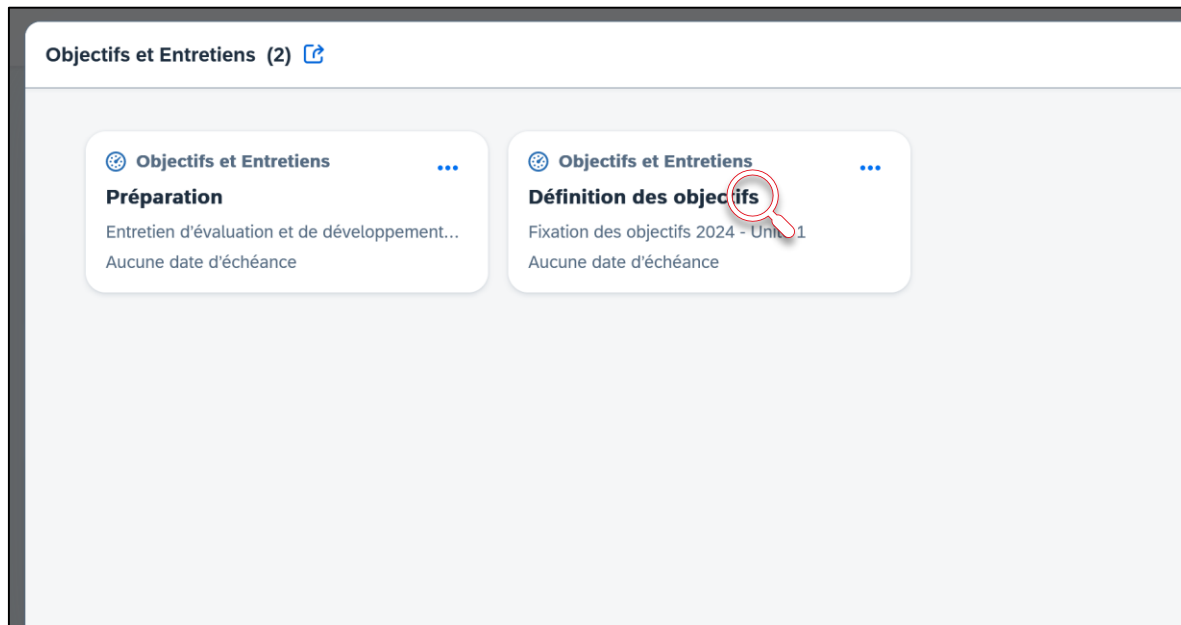 Objectifs et Entretiens (2)
Objectifs et Entretiens
Préparation
Entretien d'évaluation et de développement...
Aucune date d'échéance
Objectifs et Entretiens
Définition des objectifs
Fixation des objectifs 2024 - 1
Aucune date d'échéance